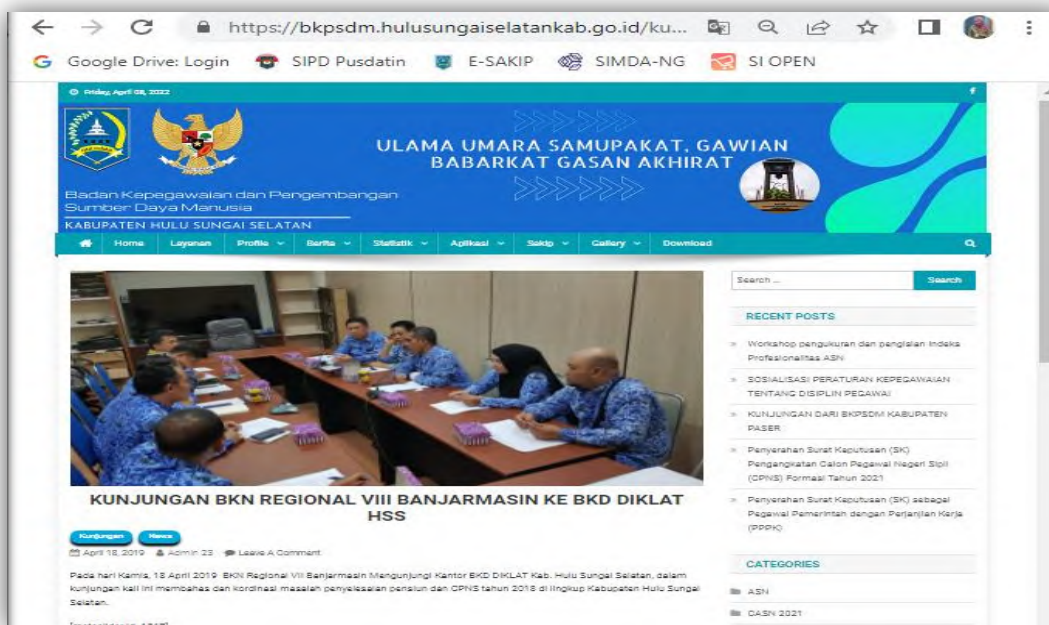 https://bkpsdm.hulusungaiselatankab.go.id/ku...
Google Drive: Login
SIPD Pusdatin
E-SAKIP
SIMDA-NG
SI OPEN
Friday, April 08, 2022
ULAMA UMARA SAMUPAKAT, GAWIAN
BABARKAT GASAN AKHIRAT
Badan Kepegawaian dan Pengembangan
Sumber Daya Manusia
KABUPATEN HULU SUNGAI SELATAN
Home Layanan Profile Berita Statistik Aplikasi Sakip Gallery Download
KUNJUNGAN BKN REGIONAL VIII BANJARMASIN KE BKD DIKLAT
HSS
Kunjungan News
April 18, 2019 Admin 23 Leave A Comment
Pada hari Kamis, 18 April 2019 BKN Regional VII Banjermasin Mengunjungi Kantor BKD DIKLAT Kab. Hulu Sungai Selatan, dalam
kunjungan kali ini membahas dan kordinasi masalah penyelesaian pensiun dan CPNS tahun 2018 di lingkup Kabupaten Hulu Sungai
Selatan.
Search ... Search
RECENT POSTS
Workshop pengukuran dan penglaian Indeks
Profesionalitas ASN
SOSIALISASI PERATURAN KEPEGAWAIAN
TENTANG DISIPLIN PEGAWAI
KUNJUNGAN DARI BKPSDM KABUPATEN
PASER
Penyerahan Surat Keputusan (SK)
Pengangkatan Calon Pegawai Negeri Sipil
(CPNS) Formasi Tahun 2021
Penyerahan Surat Keputusan (SK) sebagai
Pegawai Pemerintah dengan Perjanjian Kerja
(PPPK)
CATEGORIES
ASN
CASN 2021